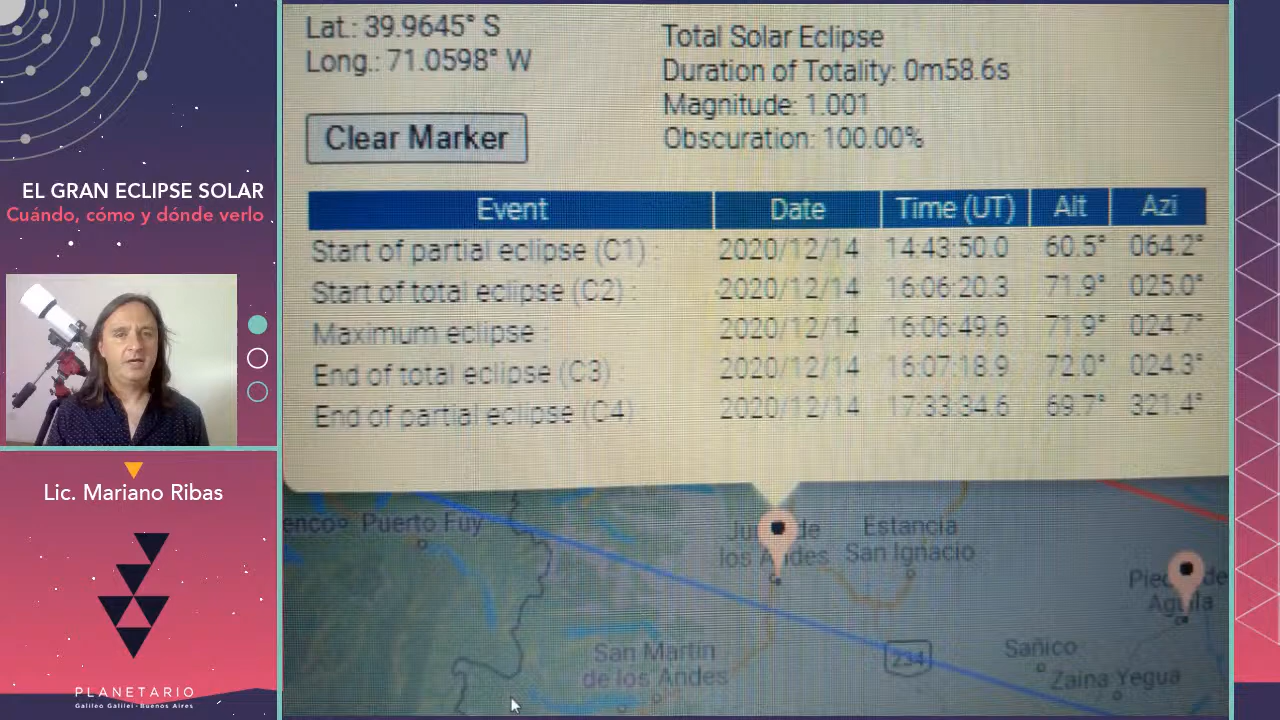 EL GRAN ECLIPSE SOLAR
Cuándo, cómo y dónde verlo
Lic. Mariano Ribas
PLANETARIO
Galileo Galilei · Buenos Aires
Lat.: 39.9645° S
Long.: 71.0598° W
Clear Marker
Total Solar Eclipse
Duration of Totality: 0m58.6s
Magnitude: 1.001
Obscuration: 100.00%
Event Date Time (UT) Alt Azi
Start of partial eclipse (C1) : 2020/12/14 14:43:50.0 60.5° 064.2°
Start of total eclipse (C2) : 2020/12/14 16:06:20.3 71.9° 025.0°
Maximum eclipse : 2020/12/14 16:06:49.6 71.9° 024.7°
End of total eclipse (C3) : 2020/12/14 16:07:18.9 72.0° 024.3°
End of partial eclipse (C4) : 2020/12/14 17:33:34.6 69.7° 321.4°
Puerto Fuy
de
los Andes
Estancia
San Ignacio
de
Aguila
San Martín
de los Andes
234
Sañico
Zaina Yegua